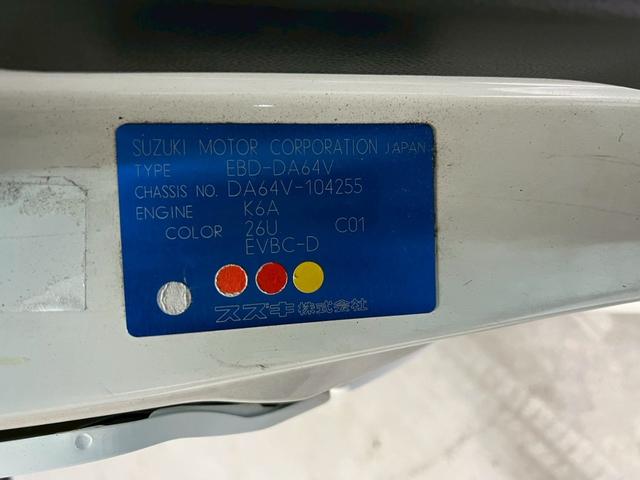 SUZUKI MOTOR CORPORATION JAPAN
TYPE EBD-DA64V
CHASSIS NO. DA64V-104255
ENGINE K6A
COLOR 26U C01
EVBC-D
スズキ株式会社